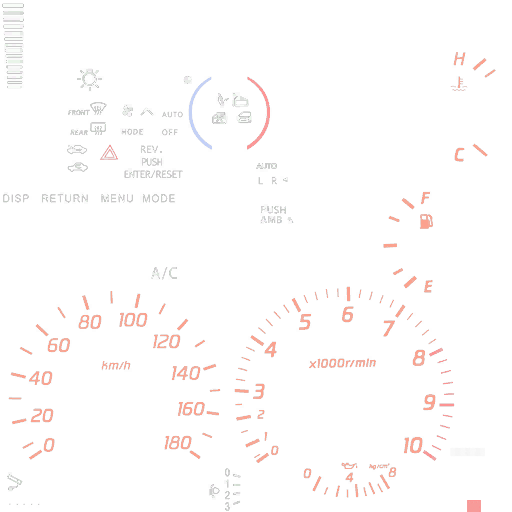 H
FRONT
AUTO
REAR
MODE
OFF
REV.
PUSH
ENTER/RESET
C
AUTO
L R
DISP RETURN MENU MODE
F
PUSH
AMB
A/C
E
0 20 40 60 80 100 120 140 160 180
km/h
0 1 2 3 4 5 6 7 8 9 10
x1000r/min
0 4 8
kg/cm²
0
1
2
3